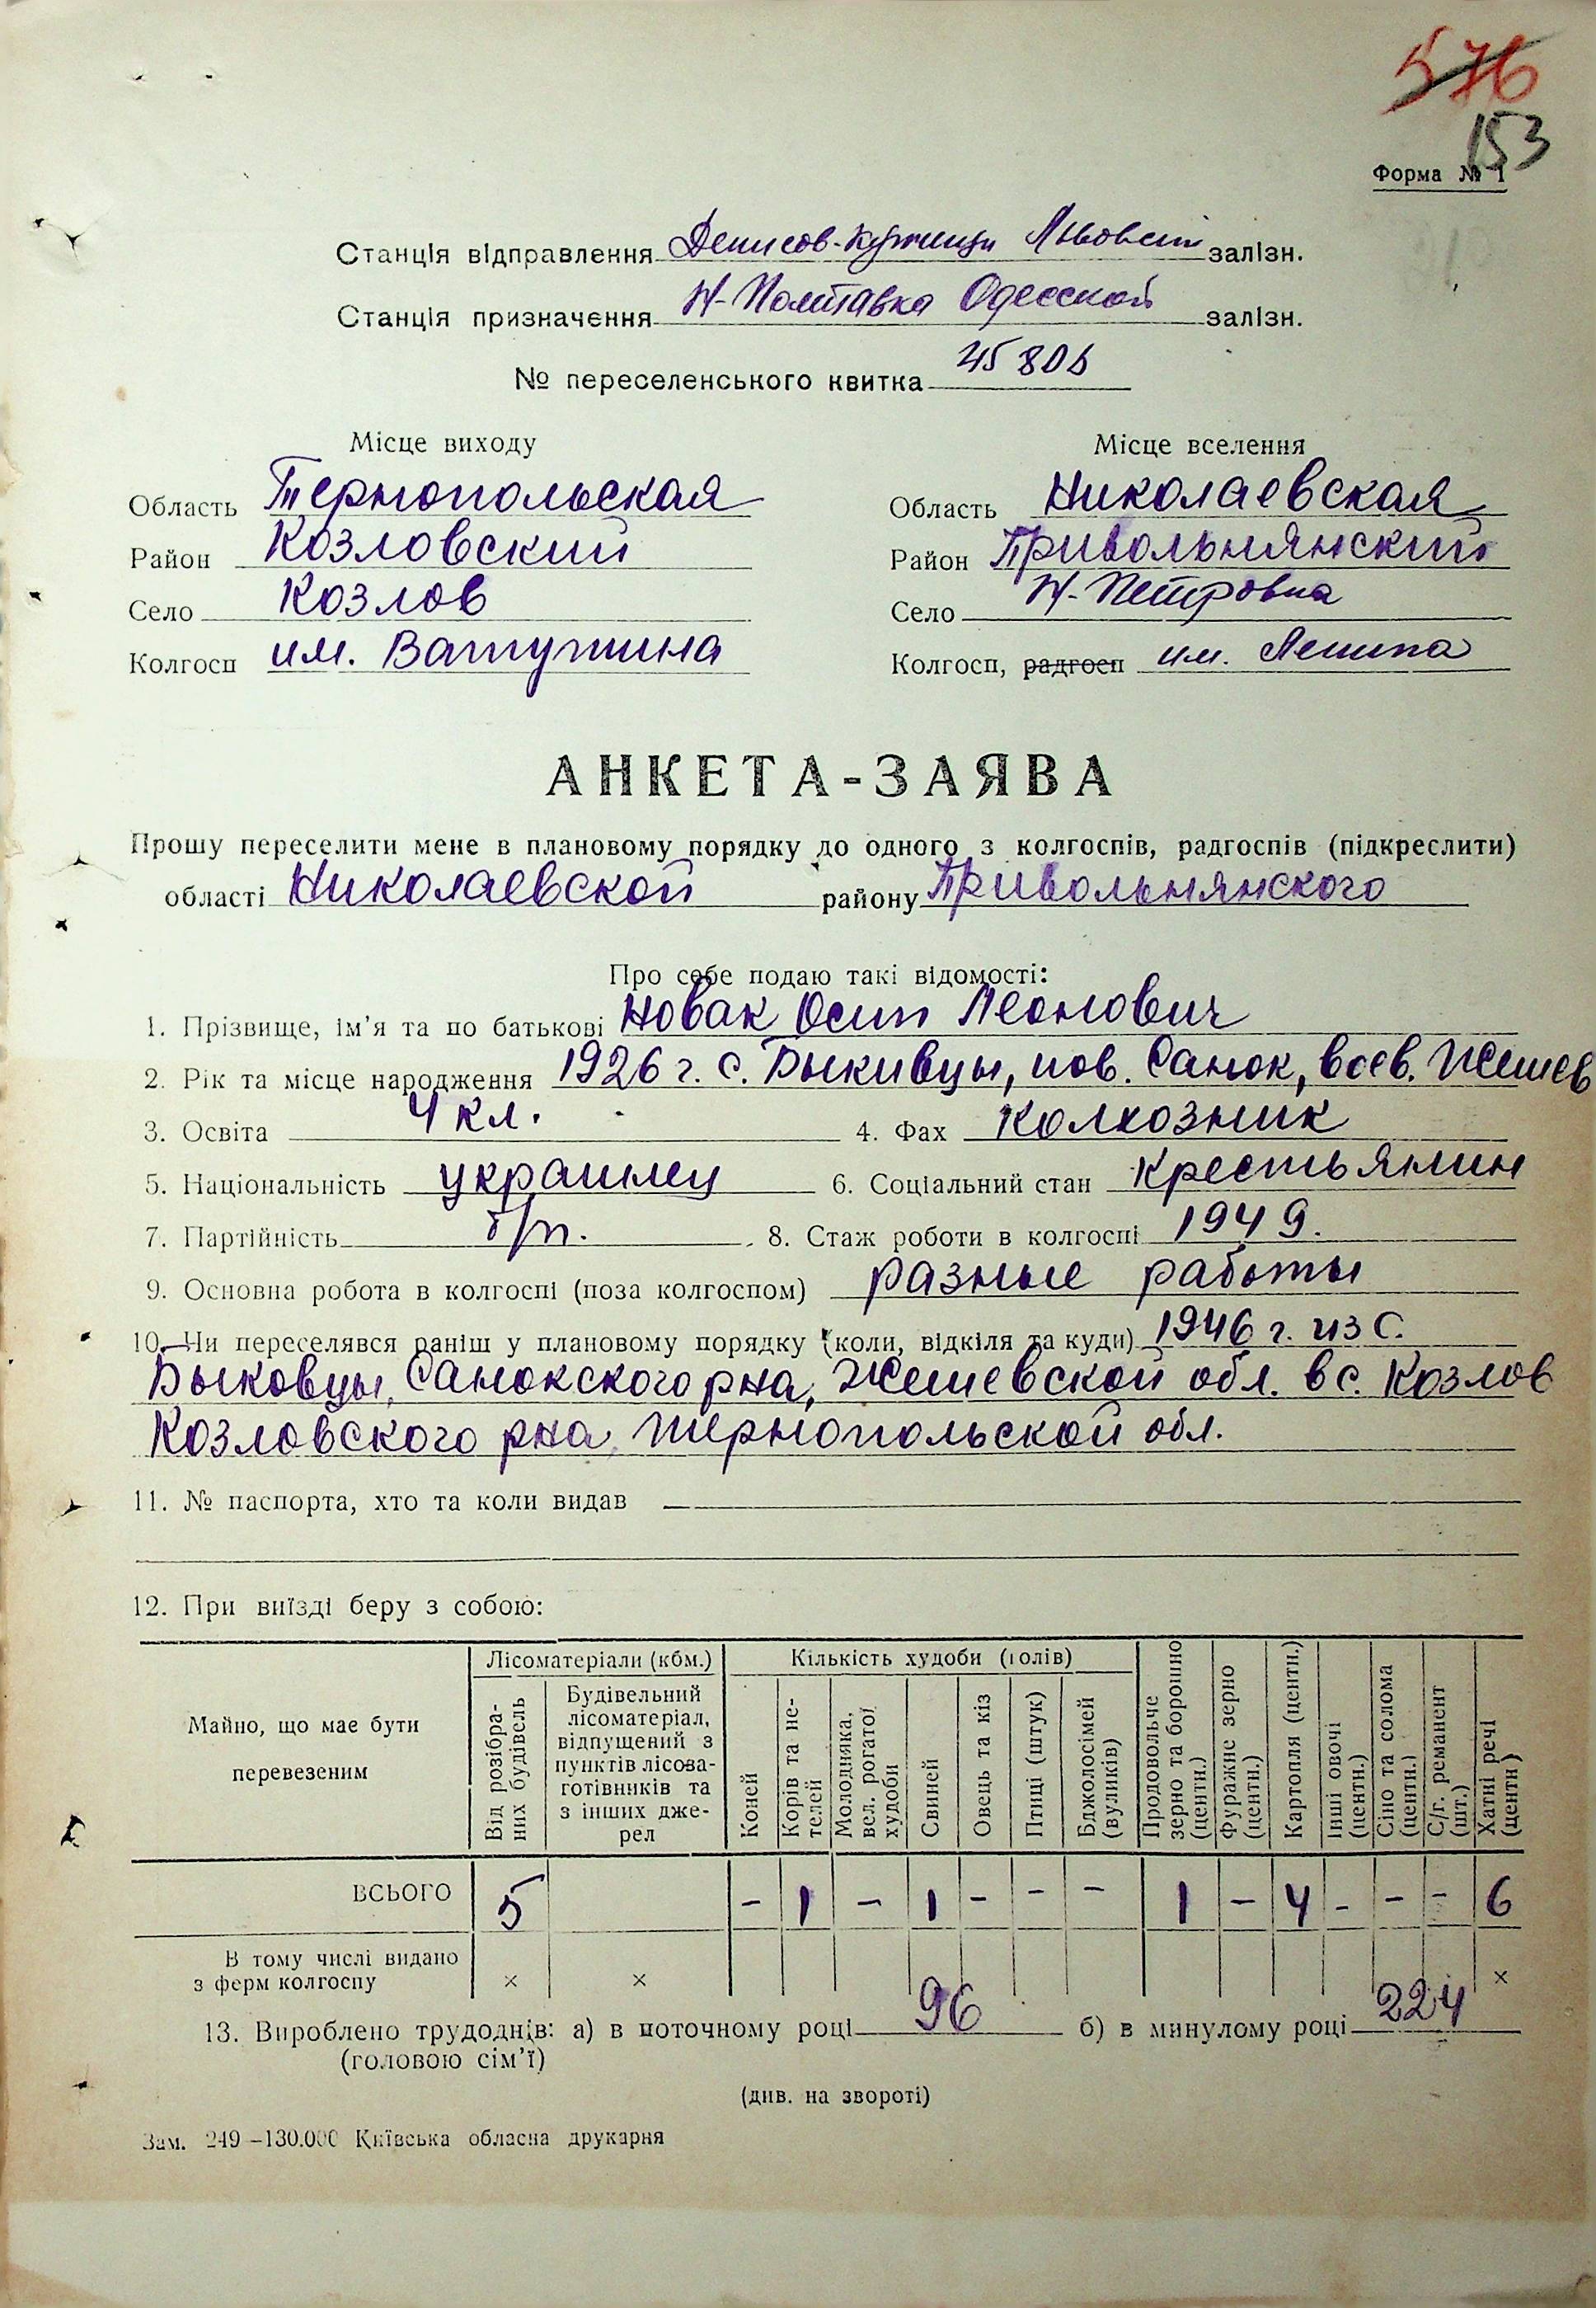 576
153
Форма № 1
Станція відправлення Денисов-Купчинци Львовской залізн.
Станція призначення Н-Полтавка Одесской залізн.
№ переселенського квитка 45806
Місце виходу
Місце вселення
Область Тернопольская
Область Николаевская
Район Козловский
Район Привольнянский
Село Козлов
Село Н-Петровка
Колгосп им. Ватутина
Колгосп, радгосп им. Ленина
АНКЕТА-ЗАЯВА
Прошу переселити мене в плановому порядку до одного з колгоспів, радгоспів (підкреслити)
області Николаевской району Привольнянского
Про себе подаю такі відомості:
1. Прізвище, ім'я та по батькові Новак Осип Леонович
2. Рік та місце народження 1926 г. с. Быкивцы, пов. Санок, воєв. Жешев
3. Освіта 4 кл. 4. Фах Колхозник
5. Національність украинец 6. Соціальний стан Крестьянин
7. Партійність б/п. 8. Стаж роботи в колгоспі 1949.
9. Основна робота в колгоспі (поза колгоспом) разные работы
10. Чи переселявся раніш у плановому порядку (коли, відкіля та куди) 1946 г. из с.
Быковцы, Санокского рна, Жешевской обл. в с. Козлов
Козловского рна, Тернопольской обл.
11. № паспорта, хто та коли видав —
12. При виїзді беру з собою:
Майно, що має бути перевезеним
Лісоматеріали (кбм.)
Від розібраних будівель
Будівельний лісоматеріал, відпущений з пунктів лісозаготівників та з інших джерел
Кількість худоби (голів)
Коней
Корів та нетелей
Молодняка, вел. рогатої худоби
Свиней
Овець та кіз
Птиці (штук)
Бджолосімей (вуликів)
Продовольче зерно та борошно (центн.)
Фуражне зерно (центн.)
Картопля (центн.)
Інші овочі (центн.)
Сіно та солома (центн.)
С/г. реманент (шт.)
Хатні речі (центн)
ВСЬОГО 5 - 1 - 1 - - - 1 - 4 - - - 6
В тому числі видано
з ферм колгоспу × × ×
13. Вироблено трудоднів: а) в поточному році 96 б) в минулому році 224
(головою сім'ї)
(див. на звороті)
Зам. 249—130.000 Київська обласна друкарня